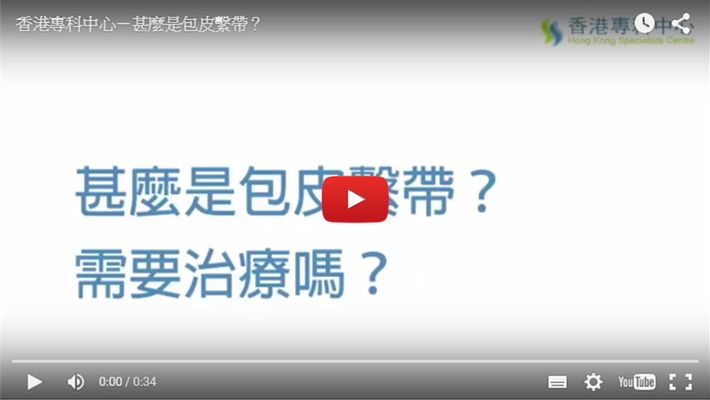 香港專科中心－甚麼是包皮繫帶？
香港專科中心
Hong Kong Specialists Centre
甚麼是包皮繫帶？
需要治療嗎？
0:00 / 0:34
YouTube